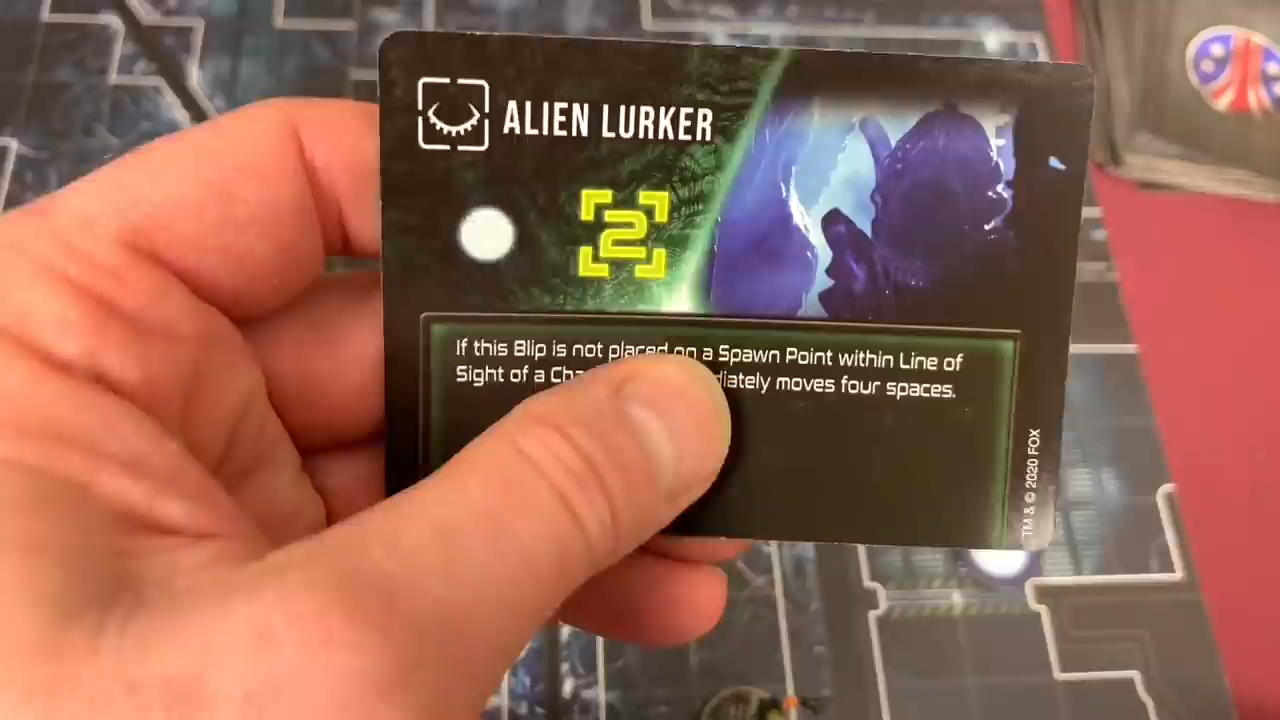 ALIEN LURKER
2
If this Blip is not placed on a Spawn Point within Line of
Sight of a moves four spaces.
TM & © 2020 FOX